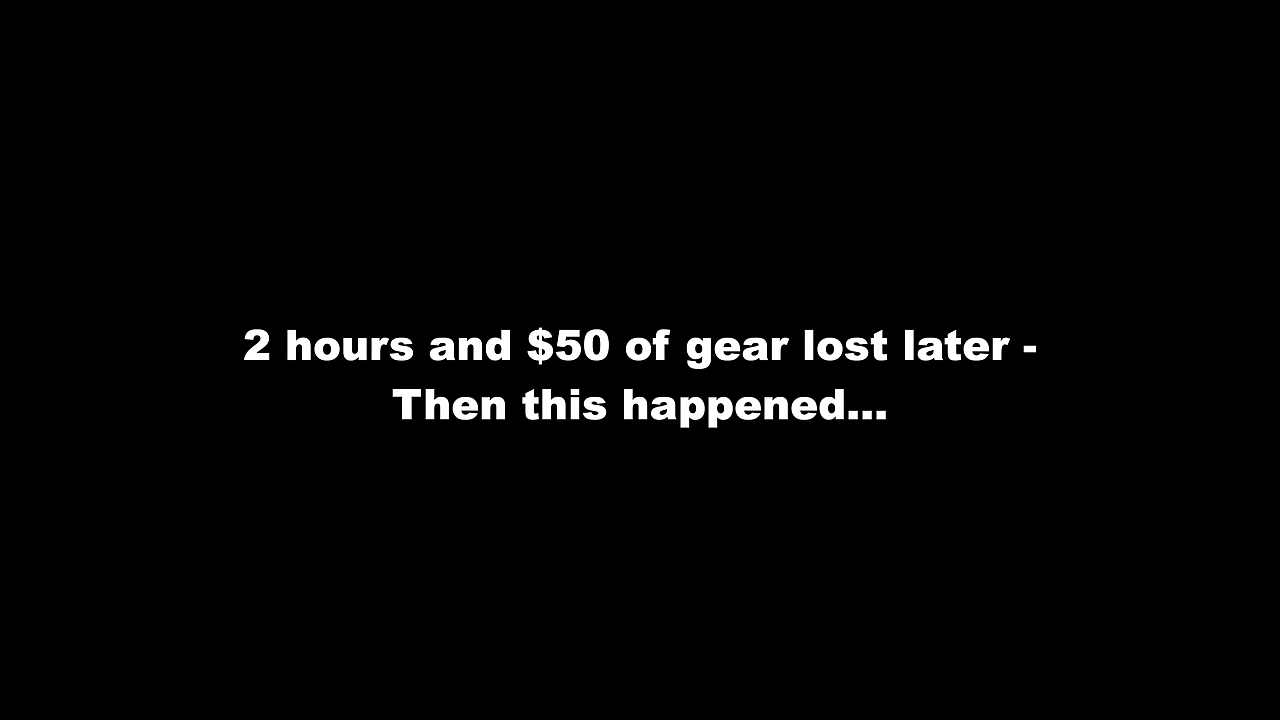 2 hours and $50 of gear lost later -
Then this happened...